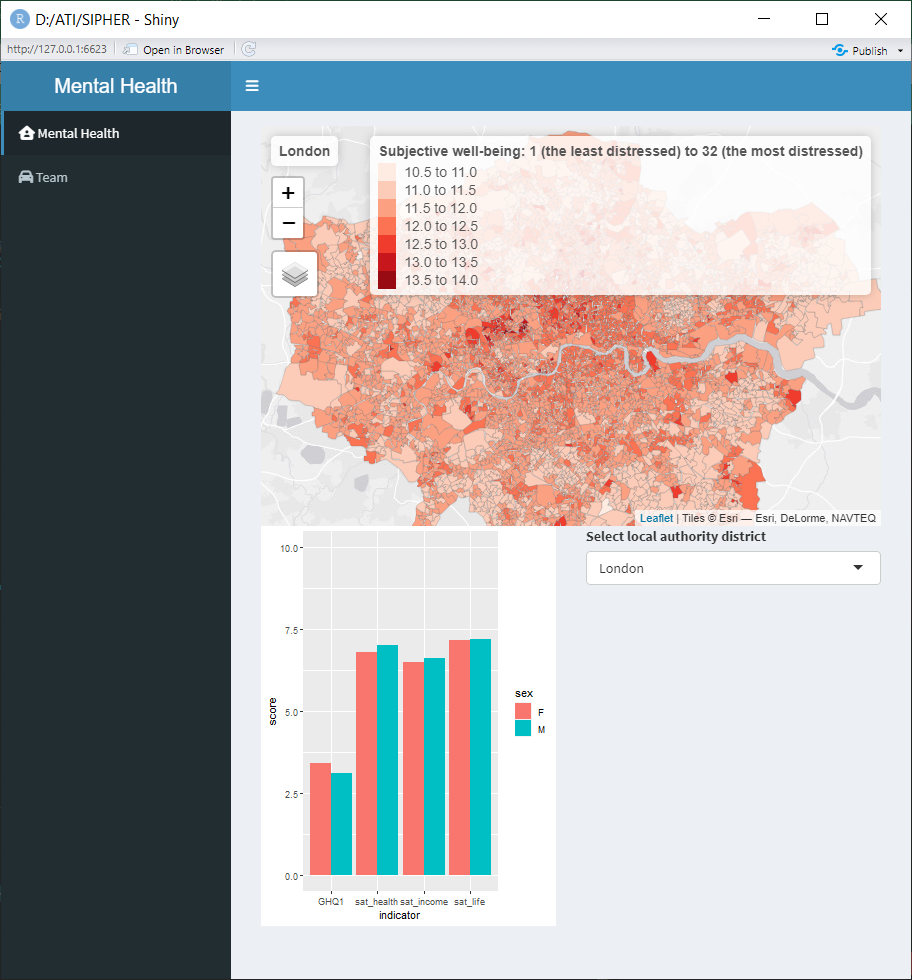 R D:/ATI/SIPHER - Shiny
http://127.0.0.1:6623 Open in Browser Publish
Mental Health
Mental Health
Team
London
Subjective well-being: 1 (the least distressed) to 32 (the most distressed)
10.5 to 11.0
11.0 to 11.5
11.5 to 12.0
12.0 to 12.5
12.5 to 13.0
13.0 to 13.5
13.5 to 14.0
+
−
Leaflet | Tiles © Esri — Esri, DeLorme, NAVTEQ
Select local authority district
London
10.0
7.5
5.0
2.5
0.0
score
GHQ1 sat_health sat_income sat_life
indicator
sex
F
M